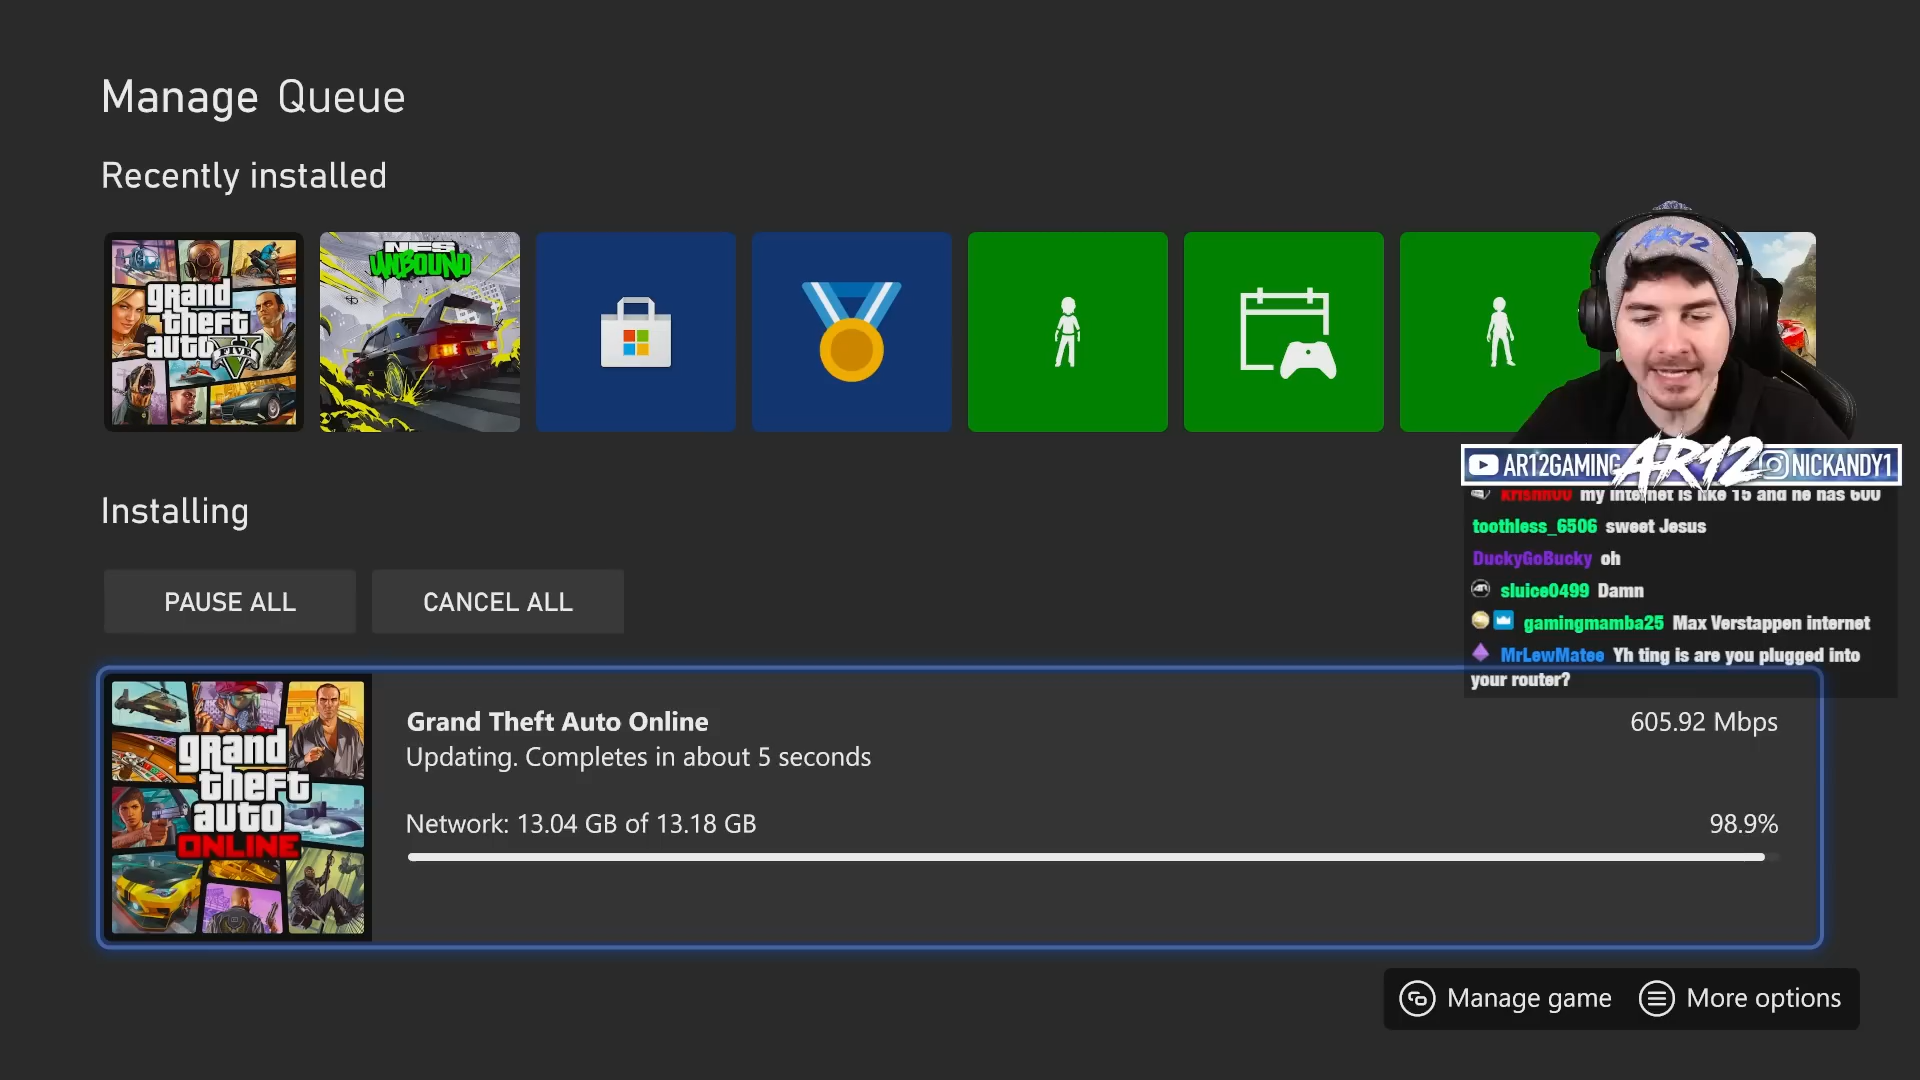 Manage Queue
Recently installed
grand
theft
auto
FIVE
NFS
UNBOUND
AR12
Installing
PAUSE ALL
CANCEL ALL
AR12GAMING
AR12
NICKANDY1
my internet is like 15 and he has 600
toothless_6506 sweet Jesus
DuckyGoBucky oh
sluice0499 Damn
gamingmamba25 Max Verstappen internet
MrLewMatee Yh ting is are you plugged into
your router?
grand
theft
auto
ONLINE
Grand Theft Auto Online
605.92 Mbps
Updating. Completes in about 5 seconds
Network: 13.04 GB of 13.18 GB
98.9%
Manage game
More options